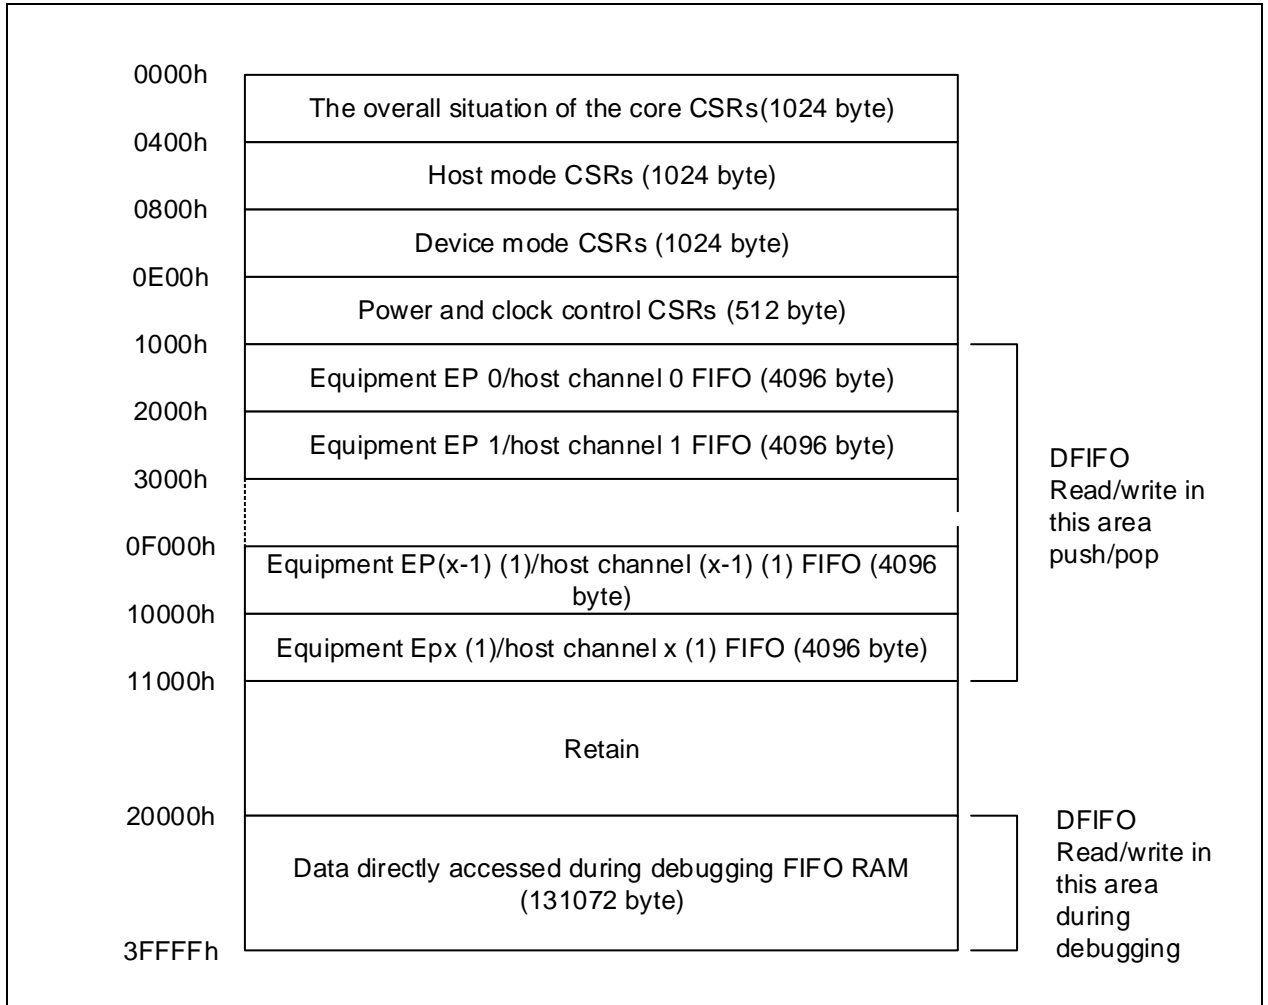 0000h
The overall situation of the core CSRs(1024 byte)
0400h
Host mode CSRs (1024 byte)
0800h
Device mode CSRs (1024 byte)
0E00h
Power and clock control CSRs (512 byte)
1000h
Equipment EP 0/host channel 0 FIFO (4096 byte)
2000h
Equipment EP 1/host channel 1 FIFO (4096 byte)
3000h
DFIFO
Read/write in
this area
push/pop
0F000h
Equipment EP(x-1) (1)/host channel (x-1) (1) FIFO (4096
byte)
10000h
Equipment Epx (1)/host channel x (1) FIFO (4096 byte)
11000h
Retain
20000h
Data directly accessed during debugging FIFO RAM
(131072 byte)
3FFFFh
DFIFO
Read/write in
this area
during
debugging